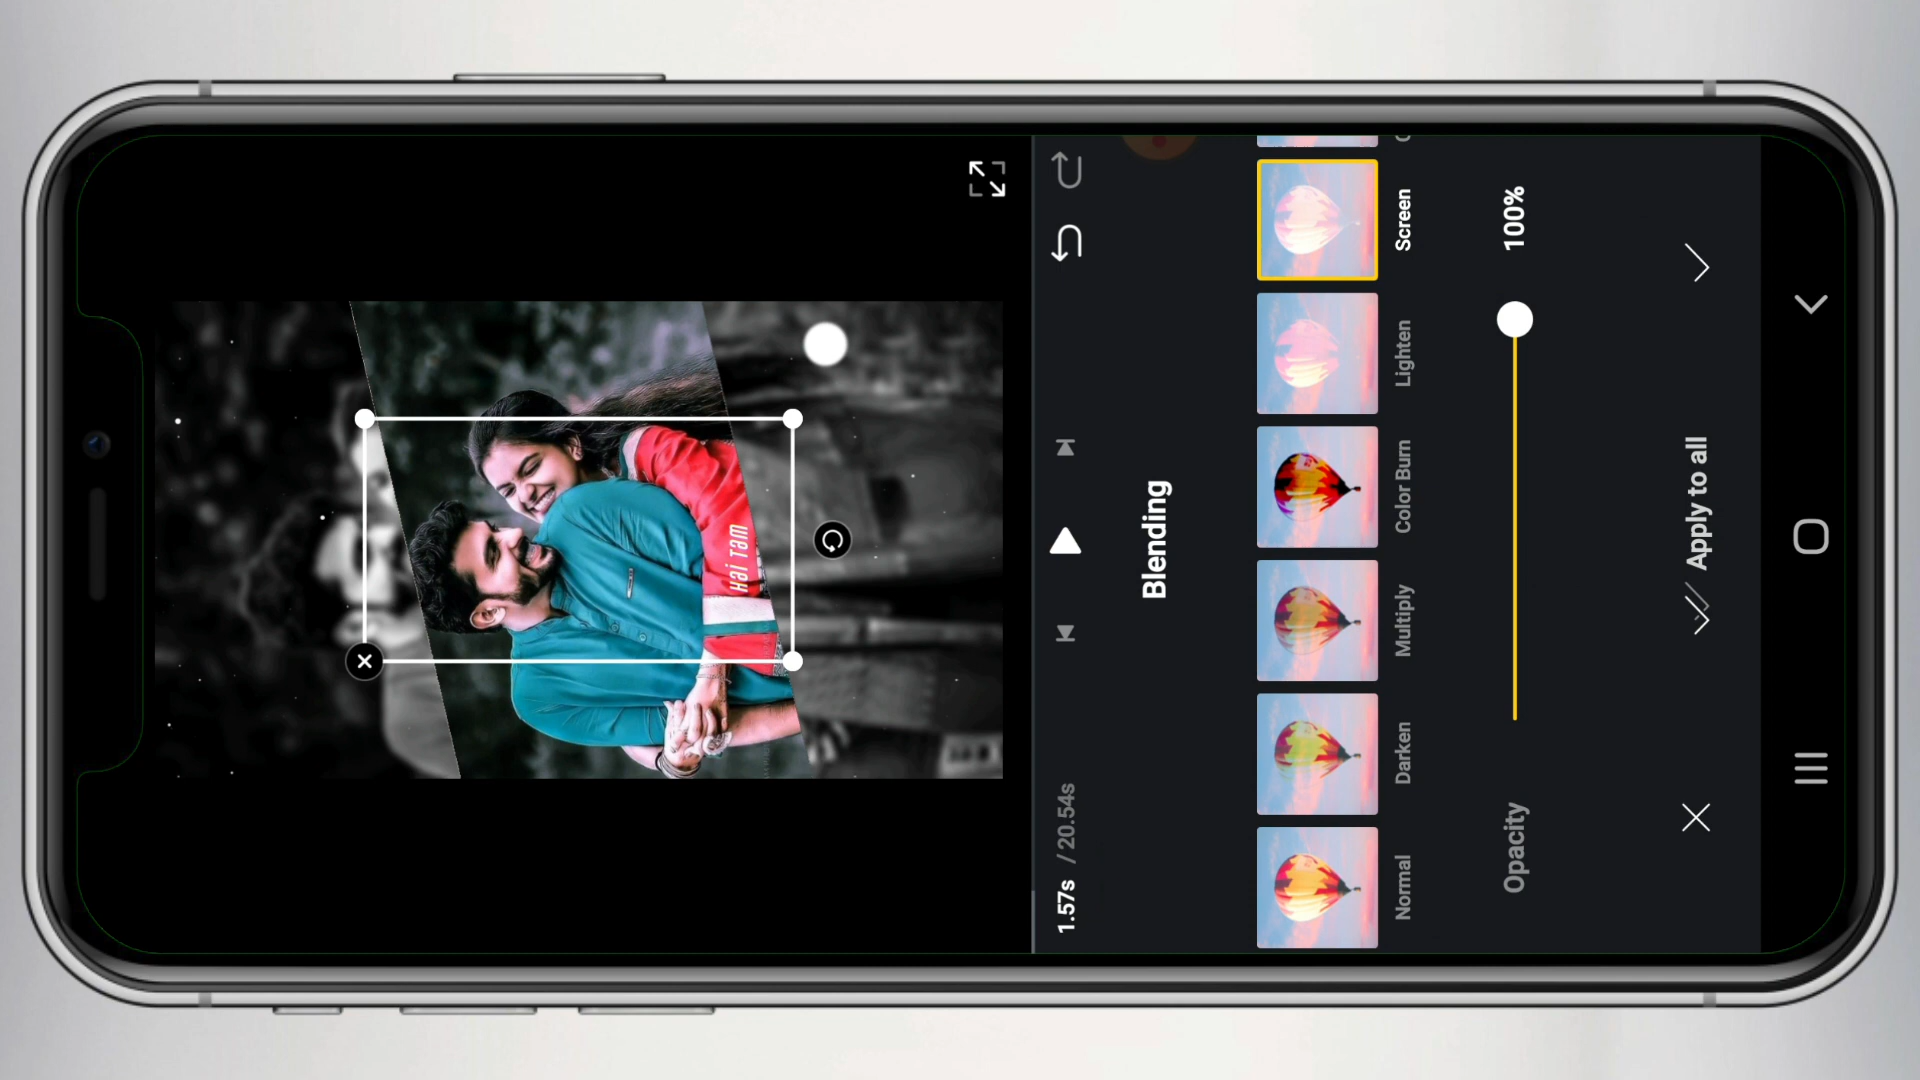 Hai Tam
1.57s / 20.54s
Blending
Normal
Darken
Multiply
Color Burn
Lighten
Screen
Opacity
100%
Apply to all